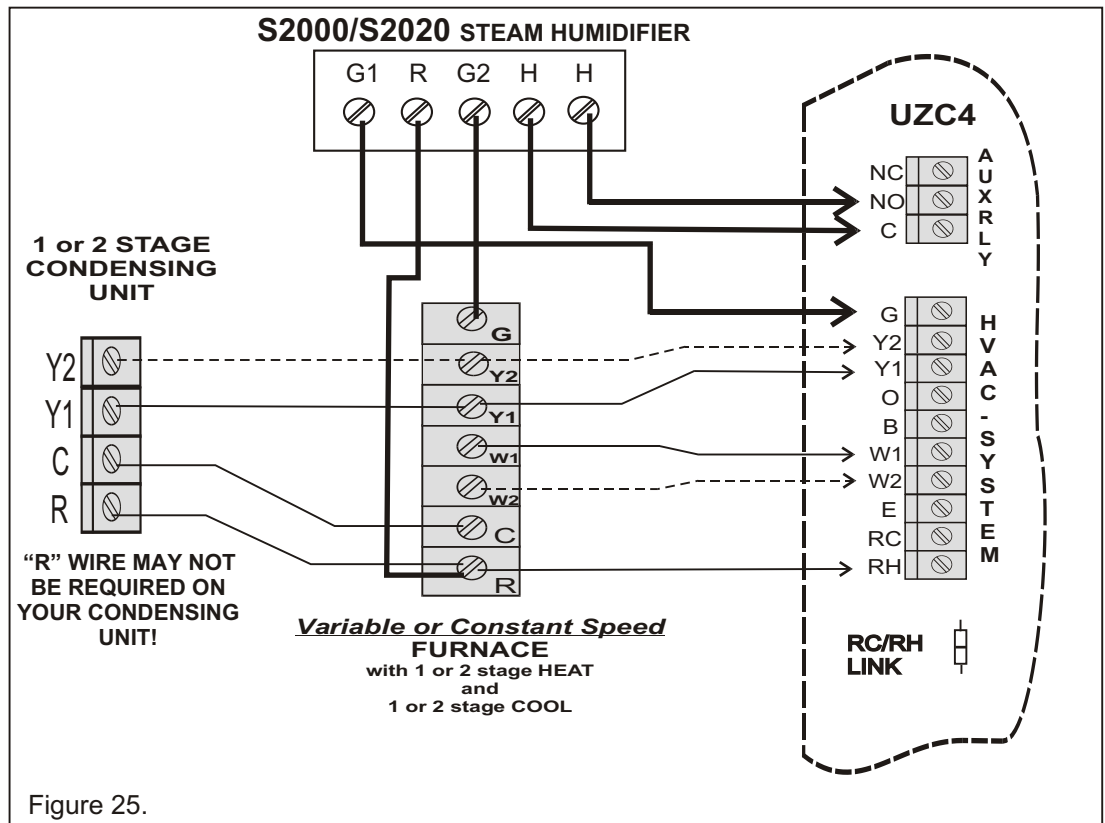 S2000/S2020 STEAM HUMIDIFIER
G1 R G2 H H
UZC4
NC
NO
C
AUXRLY
1 or 2 STAGE
CONDENSING
UNIT
Y2
Y1
C
R
“R” WIRE MAY NOT
BE REQUIRED ON
YOUR CONDENSING
UNIT!
G
Y2
Y1
W1
W2
C
R
Variable or Constant Speed
FURNACE
with 1 or 2 stage HEAT
and
1 or 2 stage COOL
G
Y2
Y1
O
B
W1
W2
E
RC
RH
HVAC-SYSTEM
RC/RH
LINK
Figure 25.